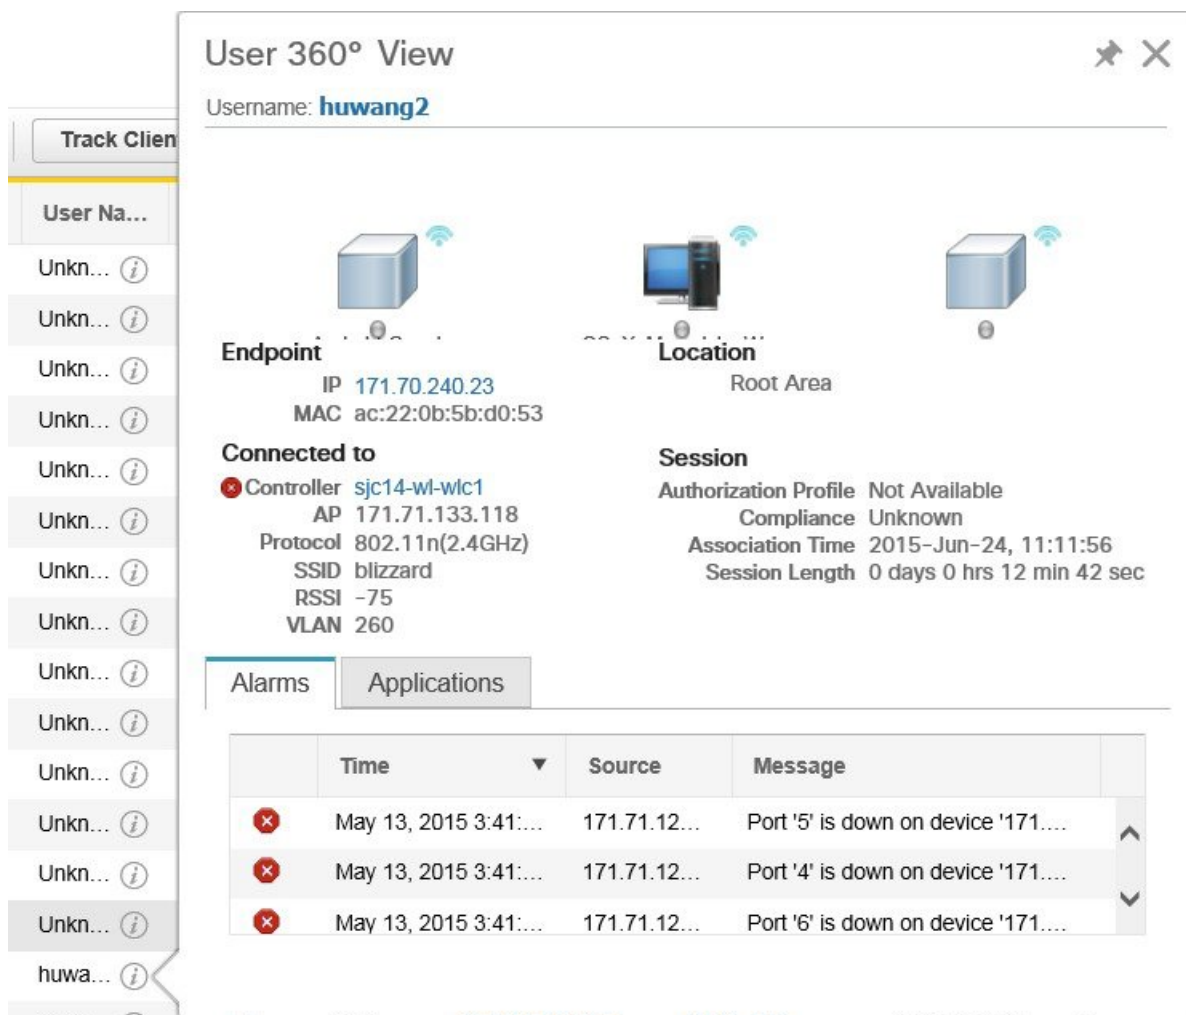 User 360° View
Username: huwang2
Track Clien
User Na...
Unkn...
Unkn...
Unkn...
Unkn...
Unkn...
Unkn...
Unkn...
Unkn...
Unkn...
Unkn...
Unkn...
Unkn...
Unkn...
Unkn...
huwa...
Endpoint
IP 171.70.240.23
MAC ac:22:0b:5b:d0:53
Location
Root Area
Connected to
Controller sjc14-wl-wlc1
AP 171.71.133.118
Protocol 802.11n(2.4GHz)
SSID blizzard
RSSI -75
VLAN 260
Session
Authorization Profile Not Available
Compliance Unknown
Association Time 2015-Jun-24, 11:11:56
Session Length 0 days 0 hrs 12 min 42 sec
Alarms Applications
Time Source Message
May 13, 2015 3:41:... 171.71.12... Port '5' is down on device '171....
May 13, 2015 3:41:... 171.71.12... Port '4' is down on device '171....
May 13, 2015 3:41:... 171.71.12... Port '6' is down on device '171....